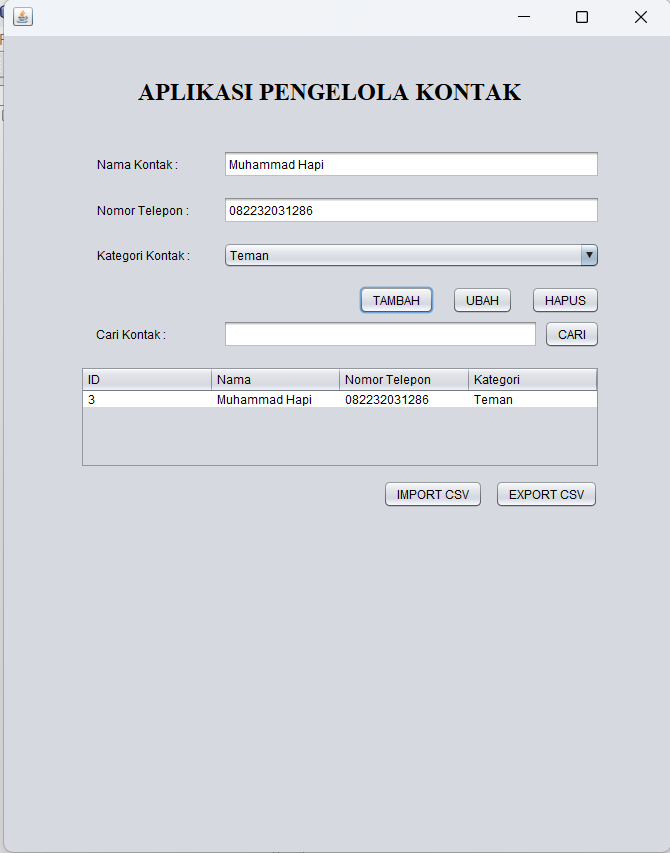 APLIKASI PENGELOLA KONTAK
Nama Kontak : Muhammad Hapi
Nomor Telepon : 082232031286
Kategori Kontak : Teman
TAMBAH UBAH HAPUS
Cari Kontak : CARI
ID Nama Nomor Telepon Kategori
3 Muhammad Hapi 082232031286 Teman
IMPORT CSV EXPORT CSV